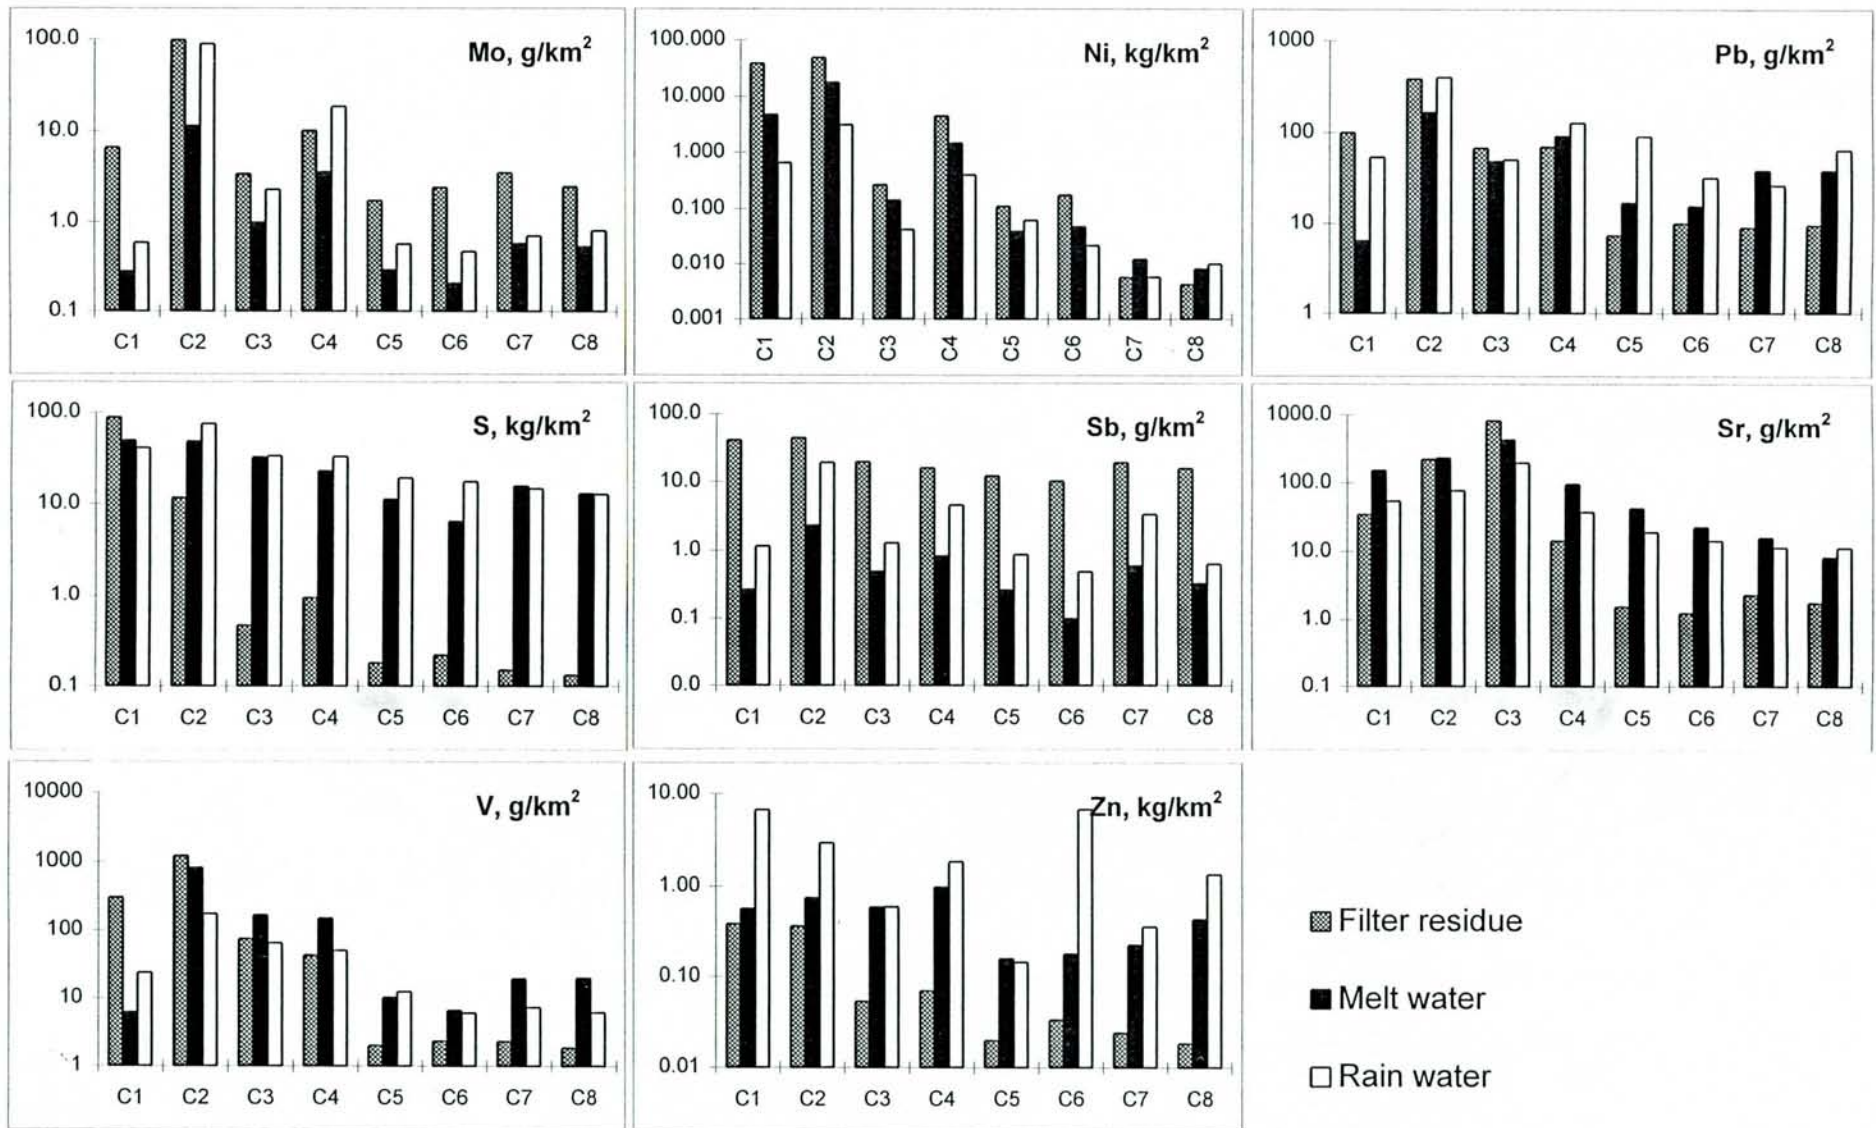 Mo, g/km²
100.0
10.0
1.0
0.1
C1 C2 C3 C4 C5 C6 C7 C8
Ni, kg/km²
100.000
10.000
1.000
0.100
0.010
0.001
C1 C2 C3 C4 C5 C6 C7 C8
Pb, g/km²
1000
100
10
1
C1 C2 C3 C4 C5 C6 C7 C8
S, kg/km²
100.0
10.0
1.0
0.1
C1 C2 C3 C4 C5 C6 C7 C8
Sb, g/km²
100.0
10.0
1.0
0.1
0.0
C1 C2 C3 C4 C5 C6 C7 C8
Sr, g/km²
1000.0
100.0
10.0
1.0
0.1
C1 C2 C3 C4 C5 C6 C7 C8
V, g/km²
10000
1000
100
10
1
C1 C2 C3 C4 C5 C6 C7 C8
Zn, kg/km²
10.00
1.00
0.10
0.01
C1 C2 C3 C4 C5 C6 C7 C8
Filter residue
Melt water
Rain water